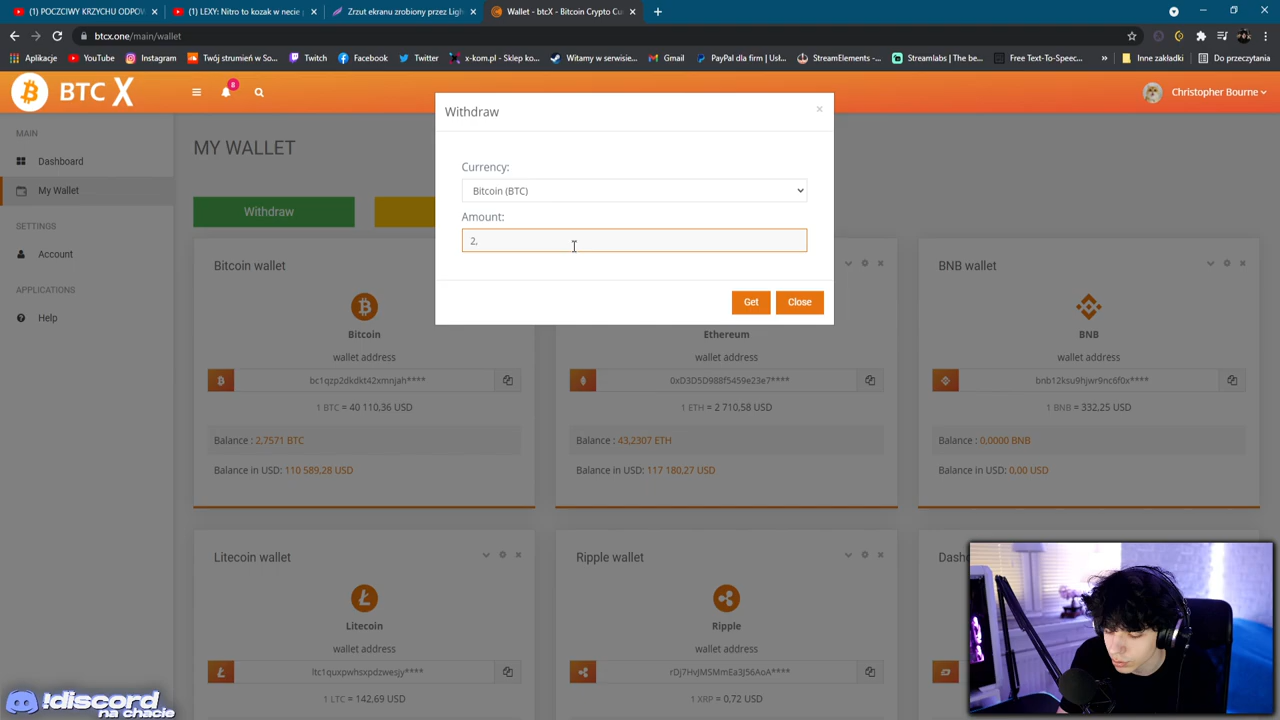 (1) POCZCIWY KRZYCHU ODPOW
(1) LEXY: Nitro to kozak w necie p
Zrzut ekranu zrobiony przez Ligh
Wallet - btcX - Bitcoin Crypto Cu
btcx.one/main/wallet
Aplikacje
YouTube
Instagram
Twój strumień w So...
Twitch
Facebook
Twitter
x-kom.pl - Sklep ko...
Witamy w serwisie...
Gmail
PayPal dla firm | Us...
StreamElements -...
Streamlabs | The be...
Free Text-To-Speec...
Inne zakładki
Do przeczytania
BTC X
8
Christopher Bourne
MAIN
Dashboard
My Wallet
SETTINGS
Account
APPLICATIONS
Help
MY WALLET
Withdraw
Withdraw
×
Currency:
Bitcoin (BTC)
Amount:
2,
Get
Close
Bitcoin wallet
Bitcoin
wallet address
bc1qzp2dkdkt42xmnjah****
1 BTC = 40 110,36 USD
Balance : 2,7571 BTC
Balance in USD: 110 589,28 USD
Ethereum
wallet address
0xD3D5D988f5459e23e7****
1 ETH = 2 710,58 USD
Balance : 43,2307 ETH
Balance in USD: 117 180,27 USD
BNB wallet
BNB
wallet address
bnb12ksu9hjwr9nc6f0x****
1 BNB = 332,25 USD
Balance : 0,0000 BNB
Balance in USD: 0,00 USD
Litecoin wallet
Litecoin
wallet address
ltc1quxpwhsxpdzwesjy****
1 LTC = 142,69 USD
Ripple wallet
Ripple
wallet address
rDj7HvJMSMmEa3J56AoA****
1 XRP = 0,72 USD
Dash
!discord
na chacie